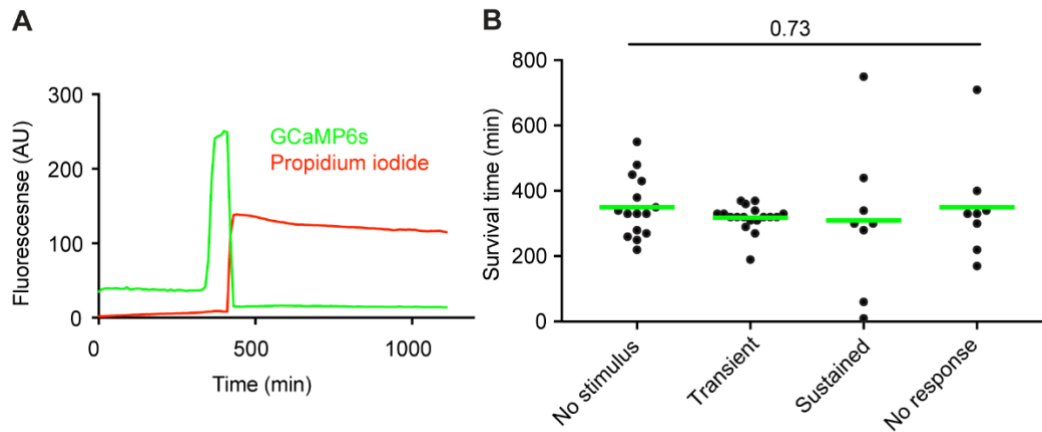 A
300
200
100
0
Fluorescesnse (AU)
GCaMP6s
Propidium iodide
0 500 1000
Time (min)
B
0.73
800
600
400
200
0
Survival time (min)
No stimulus
Transient
Sustained
No response